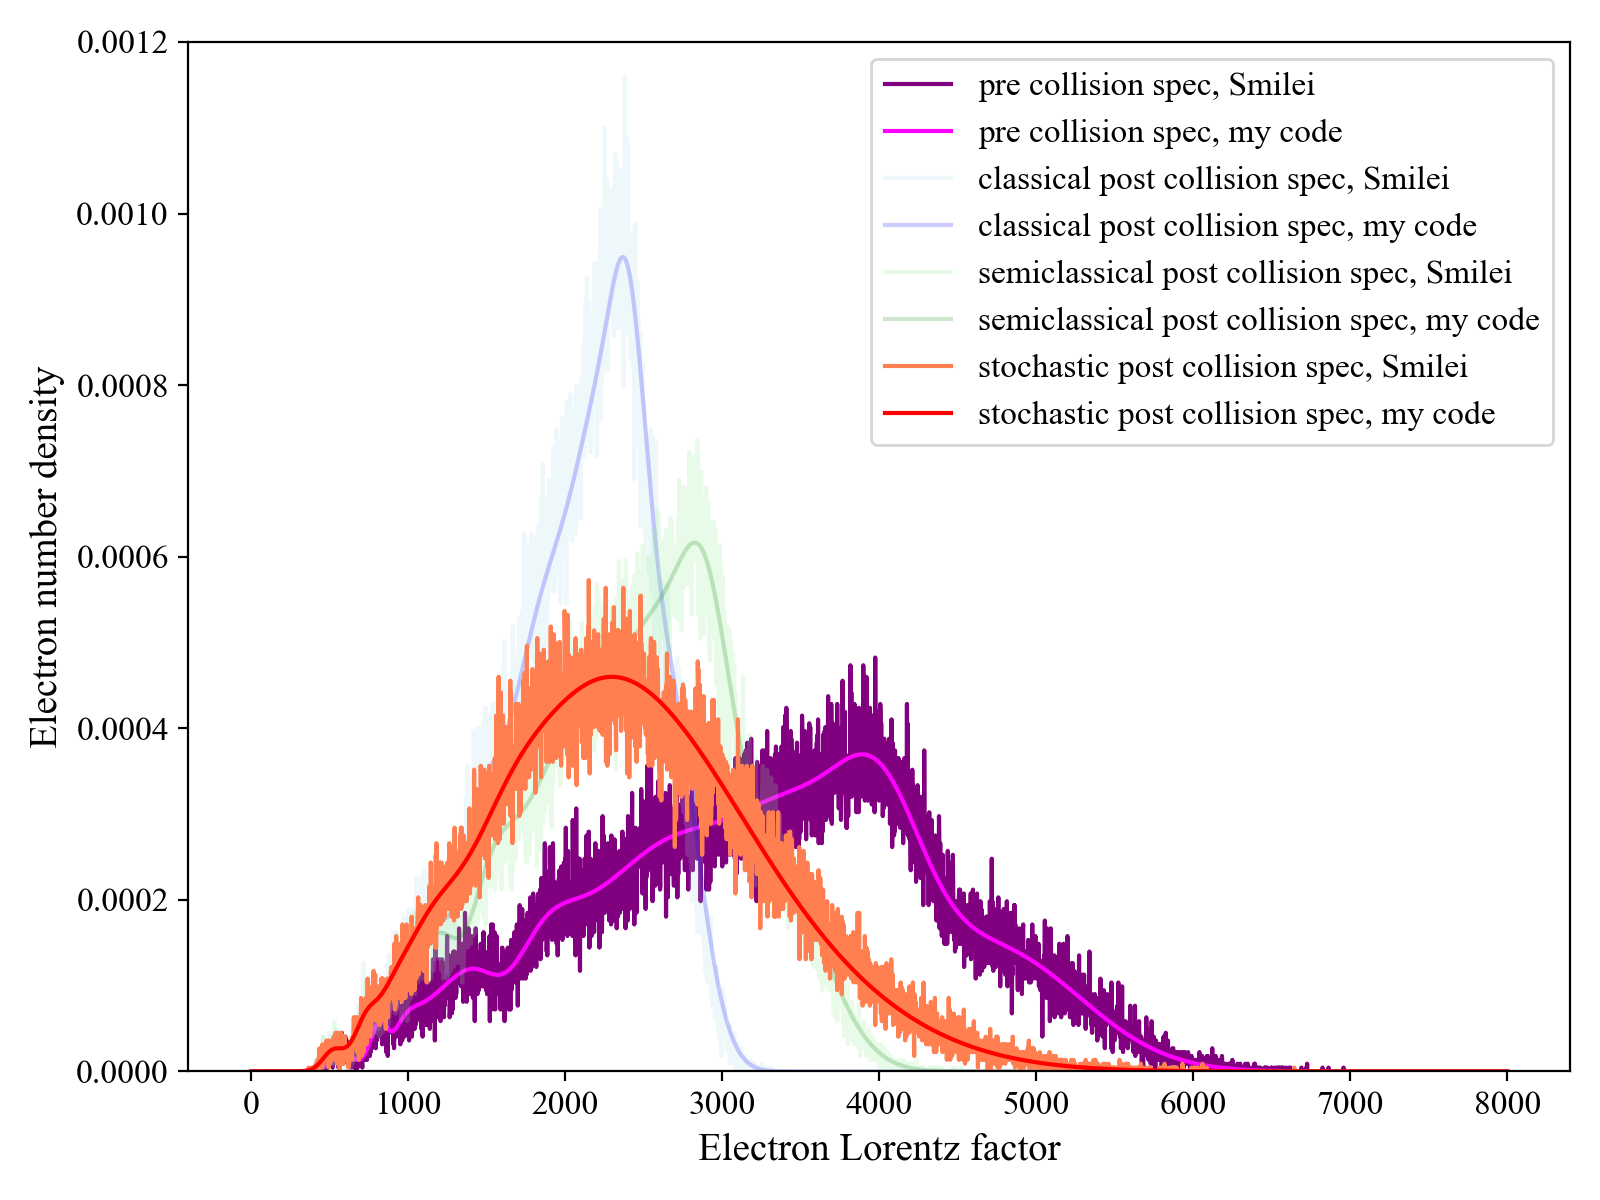 0.0012
0.0010
0.0008
0.0006
0.0004
0.0002
0.0000
Electron number density
pre collision spec, Smilei
pre collision spec, my code
classical post collision spec, Smilei
classical post collision spec, my code
semiclassical post collision spec, Smilei
semiclassical post collision spec, my code
stochastic post collision spec, Smilei
stochastic post collision spec, my code
0 1000 2000 3000 4000 5000 6000 7000 8000
Electron Lorentz factor